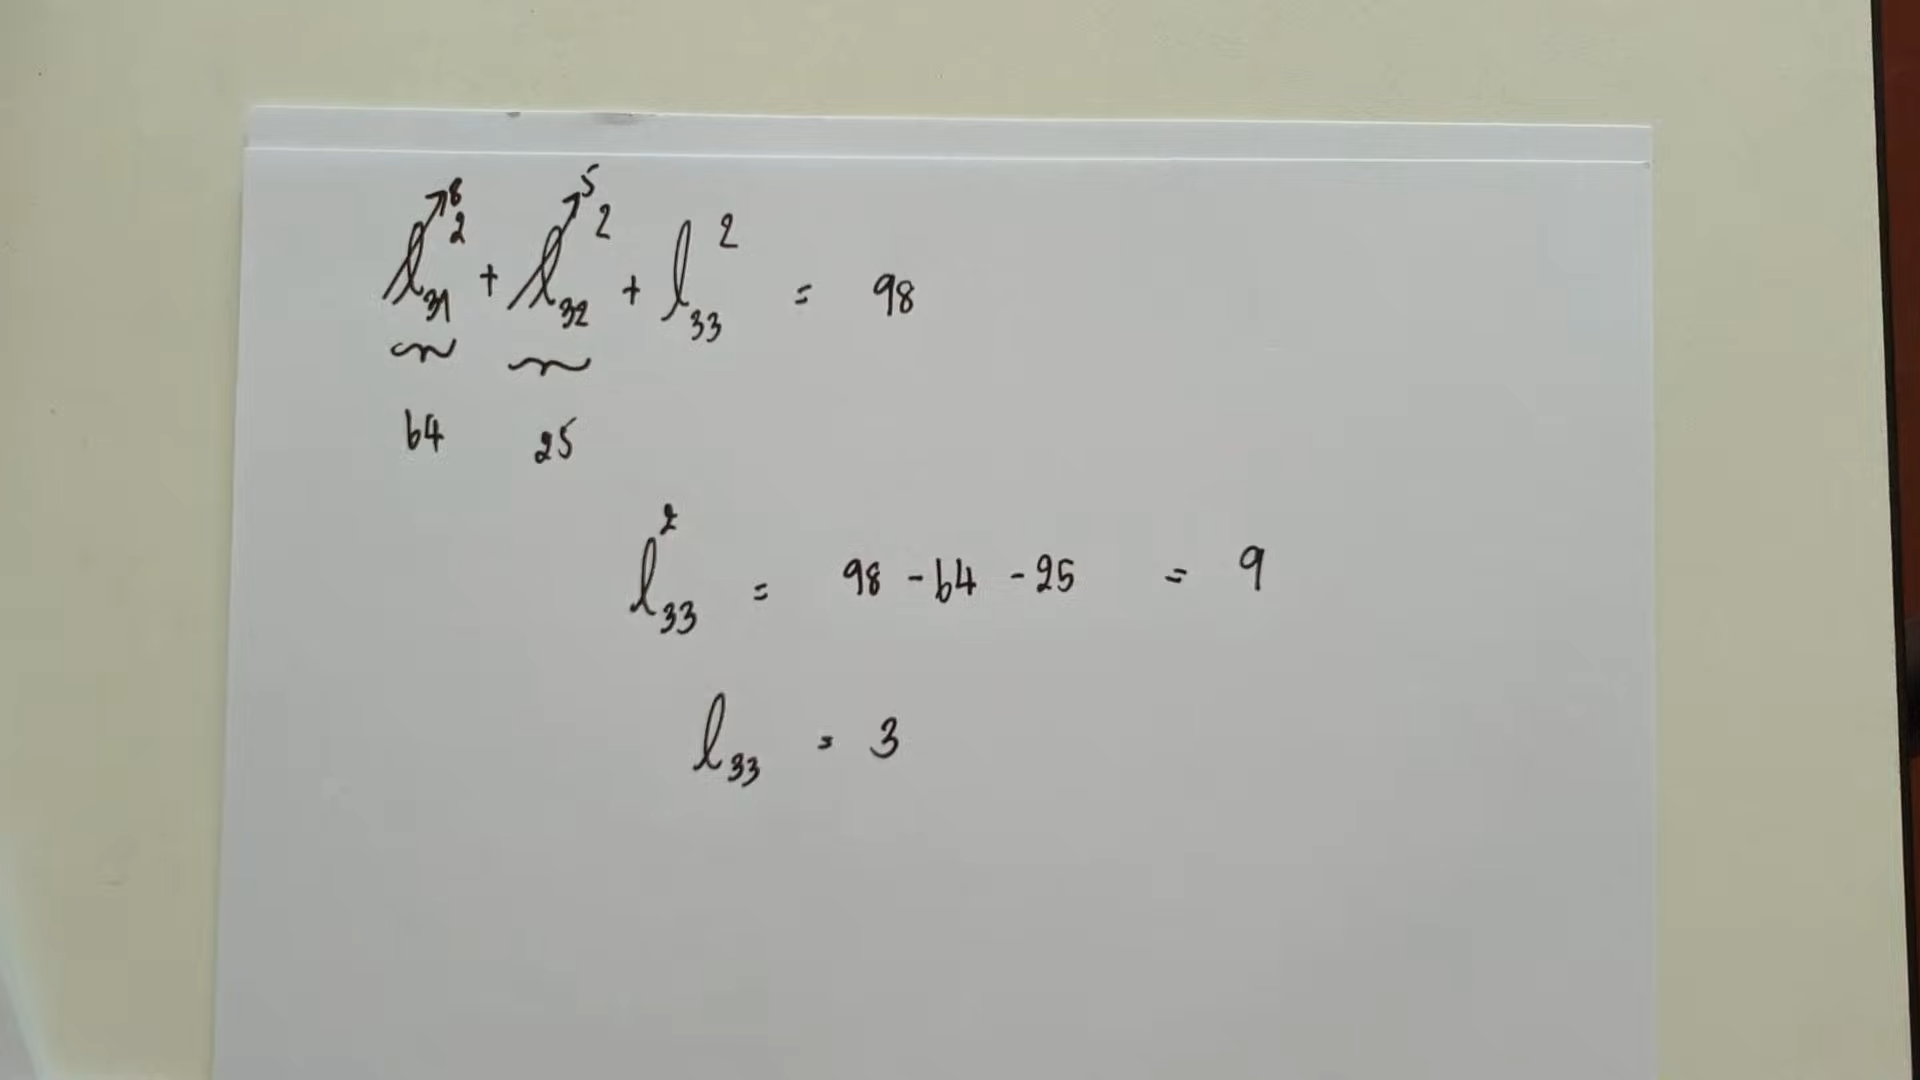 8 5
l₃₁² + l₃₂² + l₃₃² = 98
64 25
l₃₃² = 98 - 64 - 25 = 9
l₃₃ = 3